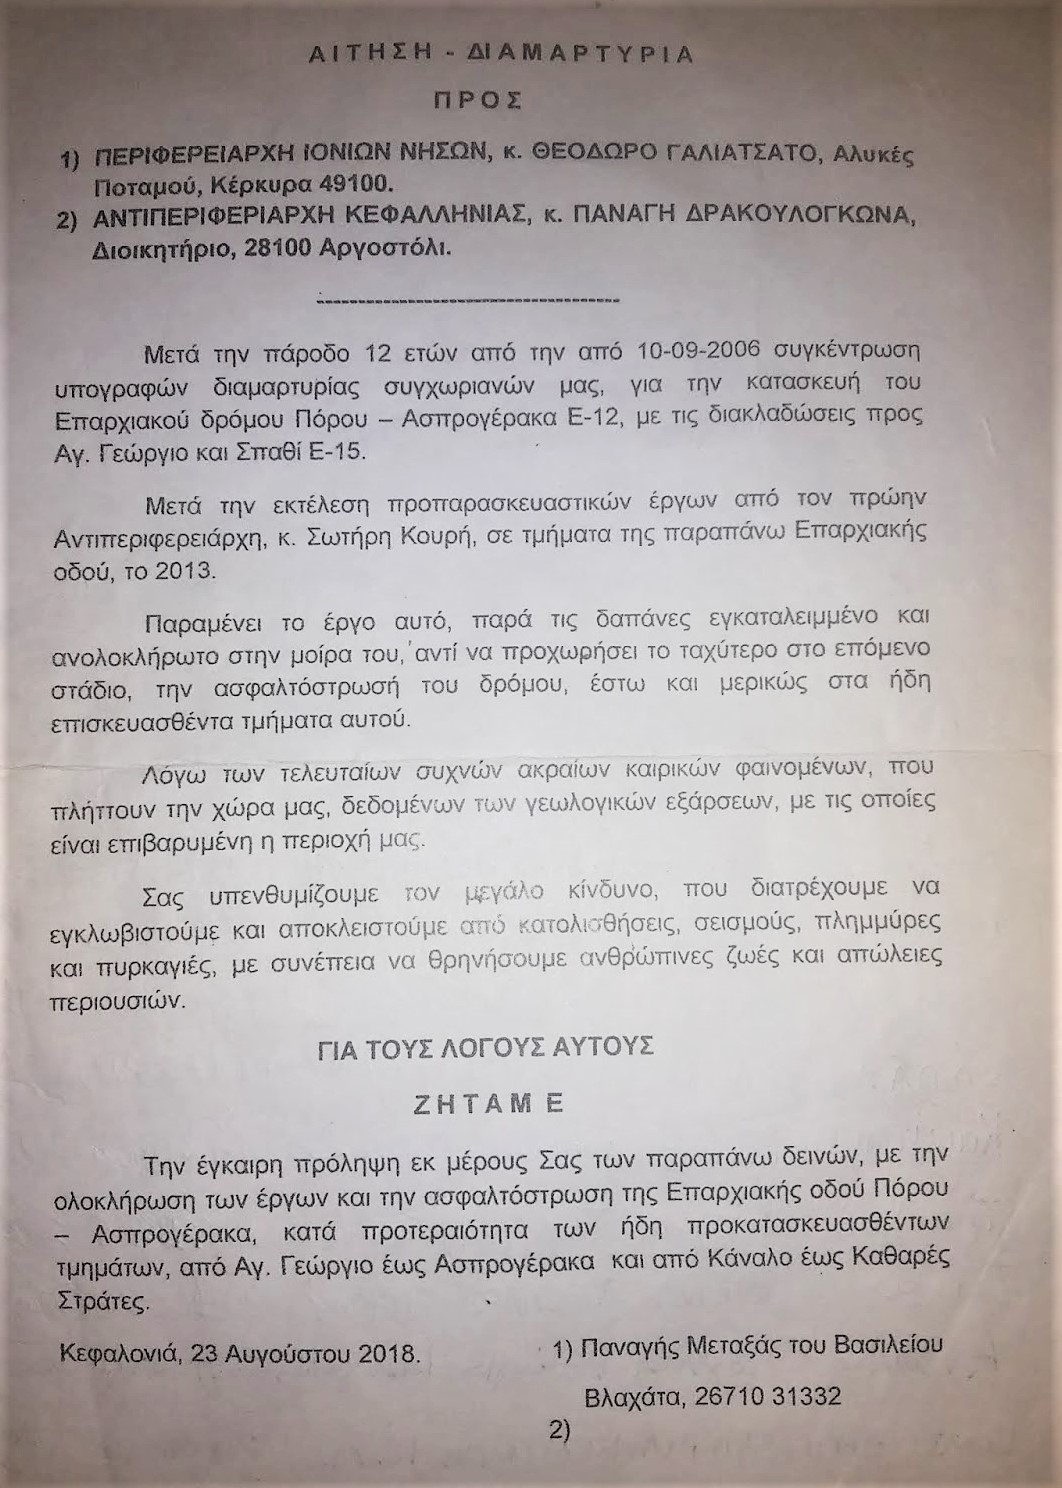 ΑΙΤΗΣΗ - ΔΙΑΜΑΡΤΥΡΙΑ
ΠΡΟΣ
1) ΠΕΡΙΦΕΡΕΙΑΡΧΗ ΙΟΝΙΩΝ ΝΗΣΩΝ, κ. ΘΕΟΔΩΡΟ ΓΑΛΙΑΤΣΑΤΟ, Αλυκές
Ποταμού, Κέρκυρα 49100.
2) ΑΝΤΙΠΕΡΙΦΕΡΙΑΡΧΗ ΚΕΦΑΛΛΗΝΙΑΣ, κ. ΠΑΝΑΓΗ ΔΡΑΚΟΥΛΟΓΚΩΝΑ,
Διοικητήριο, 28100 Αργοστόλι.
------------------------------------
Μετά την πάροδο 12 ετών από την από 10-09-2006 συγκέντρωση
υπογραφών διαμαρτυρίας συγχωριανών μας, για την κατασκευή του
Επαρχιακού δρόμου Πόρου – Ασπρογέρακα Ε-12, με τις διακλαδώσεις προς
Αγ. Γεώργιο και Σπαθί Ε-15.
Μετά την εκτέλεση προπαρασκευαστικών έργων από τον πρώην
Αντιπεριφερειάρχη, κ. Σωτήρη Κουρή, σε τμήματα της παραπάνω Επαρχιακής
οδού, το 2013.
Παραμένει το έργο αυτό, παρά τις δαπάνες εγκαταλειμμένο και
ανολοκλήρωτο στην μοίρα του, αντί να προχωρήσει το ταχύτερο στο επόμενο
στάδιο, την ασφαλτόστρωσή του δρόμου, έστω και μερικώς στα ήδη
επισκευασθέντα τμήματα αυτού.
Λόγω των τελευταίων συχνών ακραίων καιρικών φαινομένων, που
πλήττουν την χώρα μας, δεδομένων των γεωλογικών εξάρσεων, με τις οποίες
είναι επιβαρυμένη η περιοχή μας.
Σας υπενθυμίζουμε τον μεγάλο κίνδυνο, που διατρέχουμε να
εγκλωβιστούμε και αποκλειστούμε από κατολισθήσεις, σεισμούς, πλημμύρες
και πυρκαγιές, με συνέπεια να θρηνήσουμε ανθρώπινες ζωές και απώλειες
περιουσιών.
ΓΙΑ ΤΟΥΣ ΛΟΓΟΥΣ ΑΥΤΟΥΣ
ΖΗΤΑΜΕ
Την έγκαιρη πρόληψη εκ μέρους Σας των παραπάνω δεινών, με την
ολοκλήρωση των έργων και την ασφαλτόστρωση της Επαρχιακής οδού Πόρου
– Ασπρογέρακα, κατά προτεραιότητα των ήδη προκατασκευασθέντων
τμημάτων, από Αγ. Γεώργιο έως Ασπρογέρακα και από Κάναλο έως Καθαρές
Στράτες.
Κεφαλονιά, 23 Αυγούστου 2018. 1) Παναγής Μεταξάς του Βασιλείου
Βλαχάτα, 26710 31332
2)